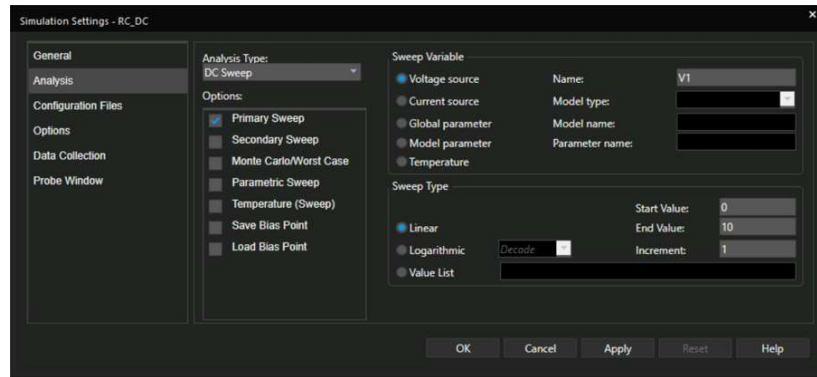 Simulation Settings - RC_DC
General
Analysis
Configuration Files
Options
Data Collection
Probe Window
Analysis Type:
DC Sweep
Options:
Primary Sweep
Secondary Sweep
Monte Carlo/Worst Case
Parametric Sweep
Temperature (Sweep)
Save Bias Point
Load Bias Point
Sweep Variable
Voltage source
Current source
Global parameter
Model parameter
Temperature
Name: V1
Model type:
Model name:
Parameter name:
Sweep Type
Linear
Logarithmic Decade
Value List
Start Value: 0
End Value: 10
Increment: 1
OK Cancel Apply Reset Help